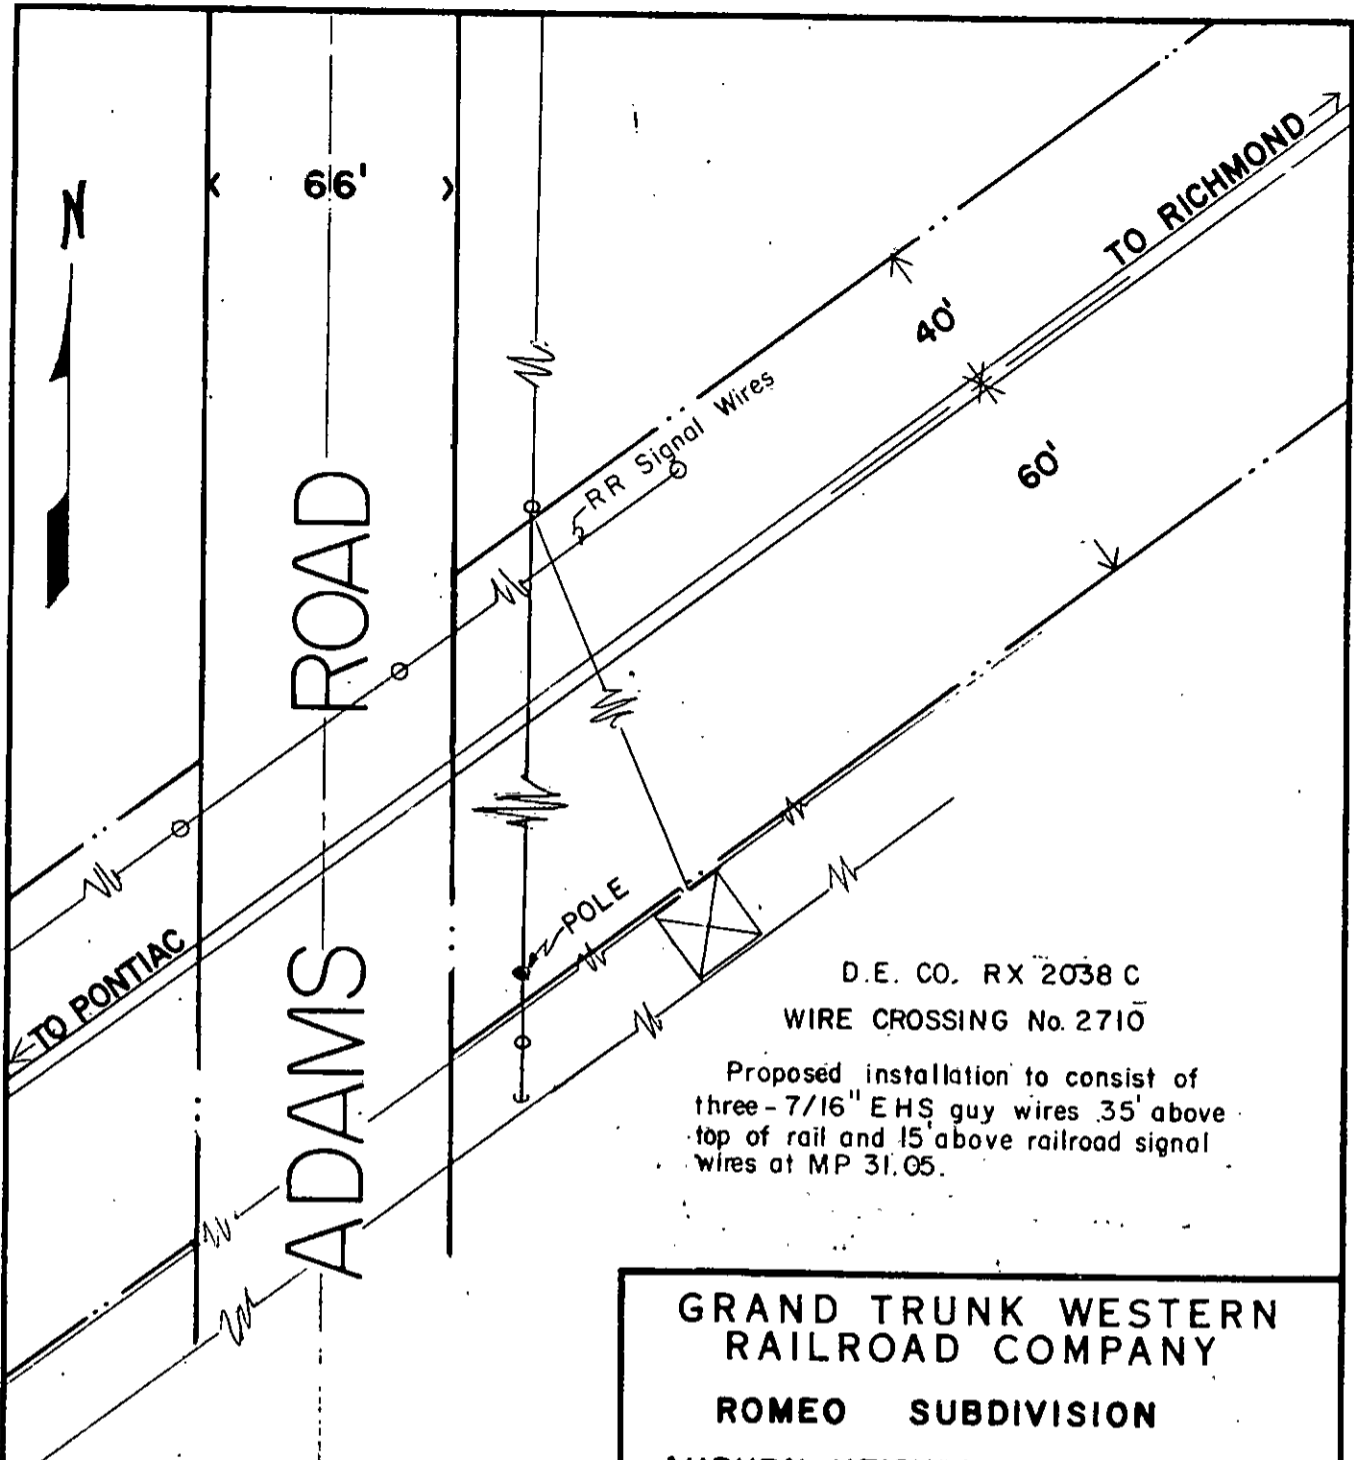 66'
N
TO RICHMOND
40'
RR Signal Wires
60'
ADAMS ROAD
POLE
TO PONTIAC
D.E. CO. RX 2038 C
WIRE CROSSING No. 2710
Proposed installation to consist of
three-7/16" EHS guy wires 35' above
top of rail and 15' above railroad signal
wires at MP 31.05.
GRAND TRUNK WESTERN
RAILROAD COMPANY
ROMEO SUBDIVISION